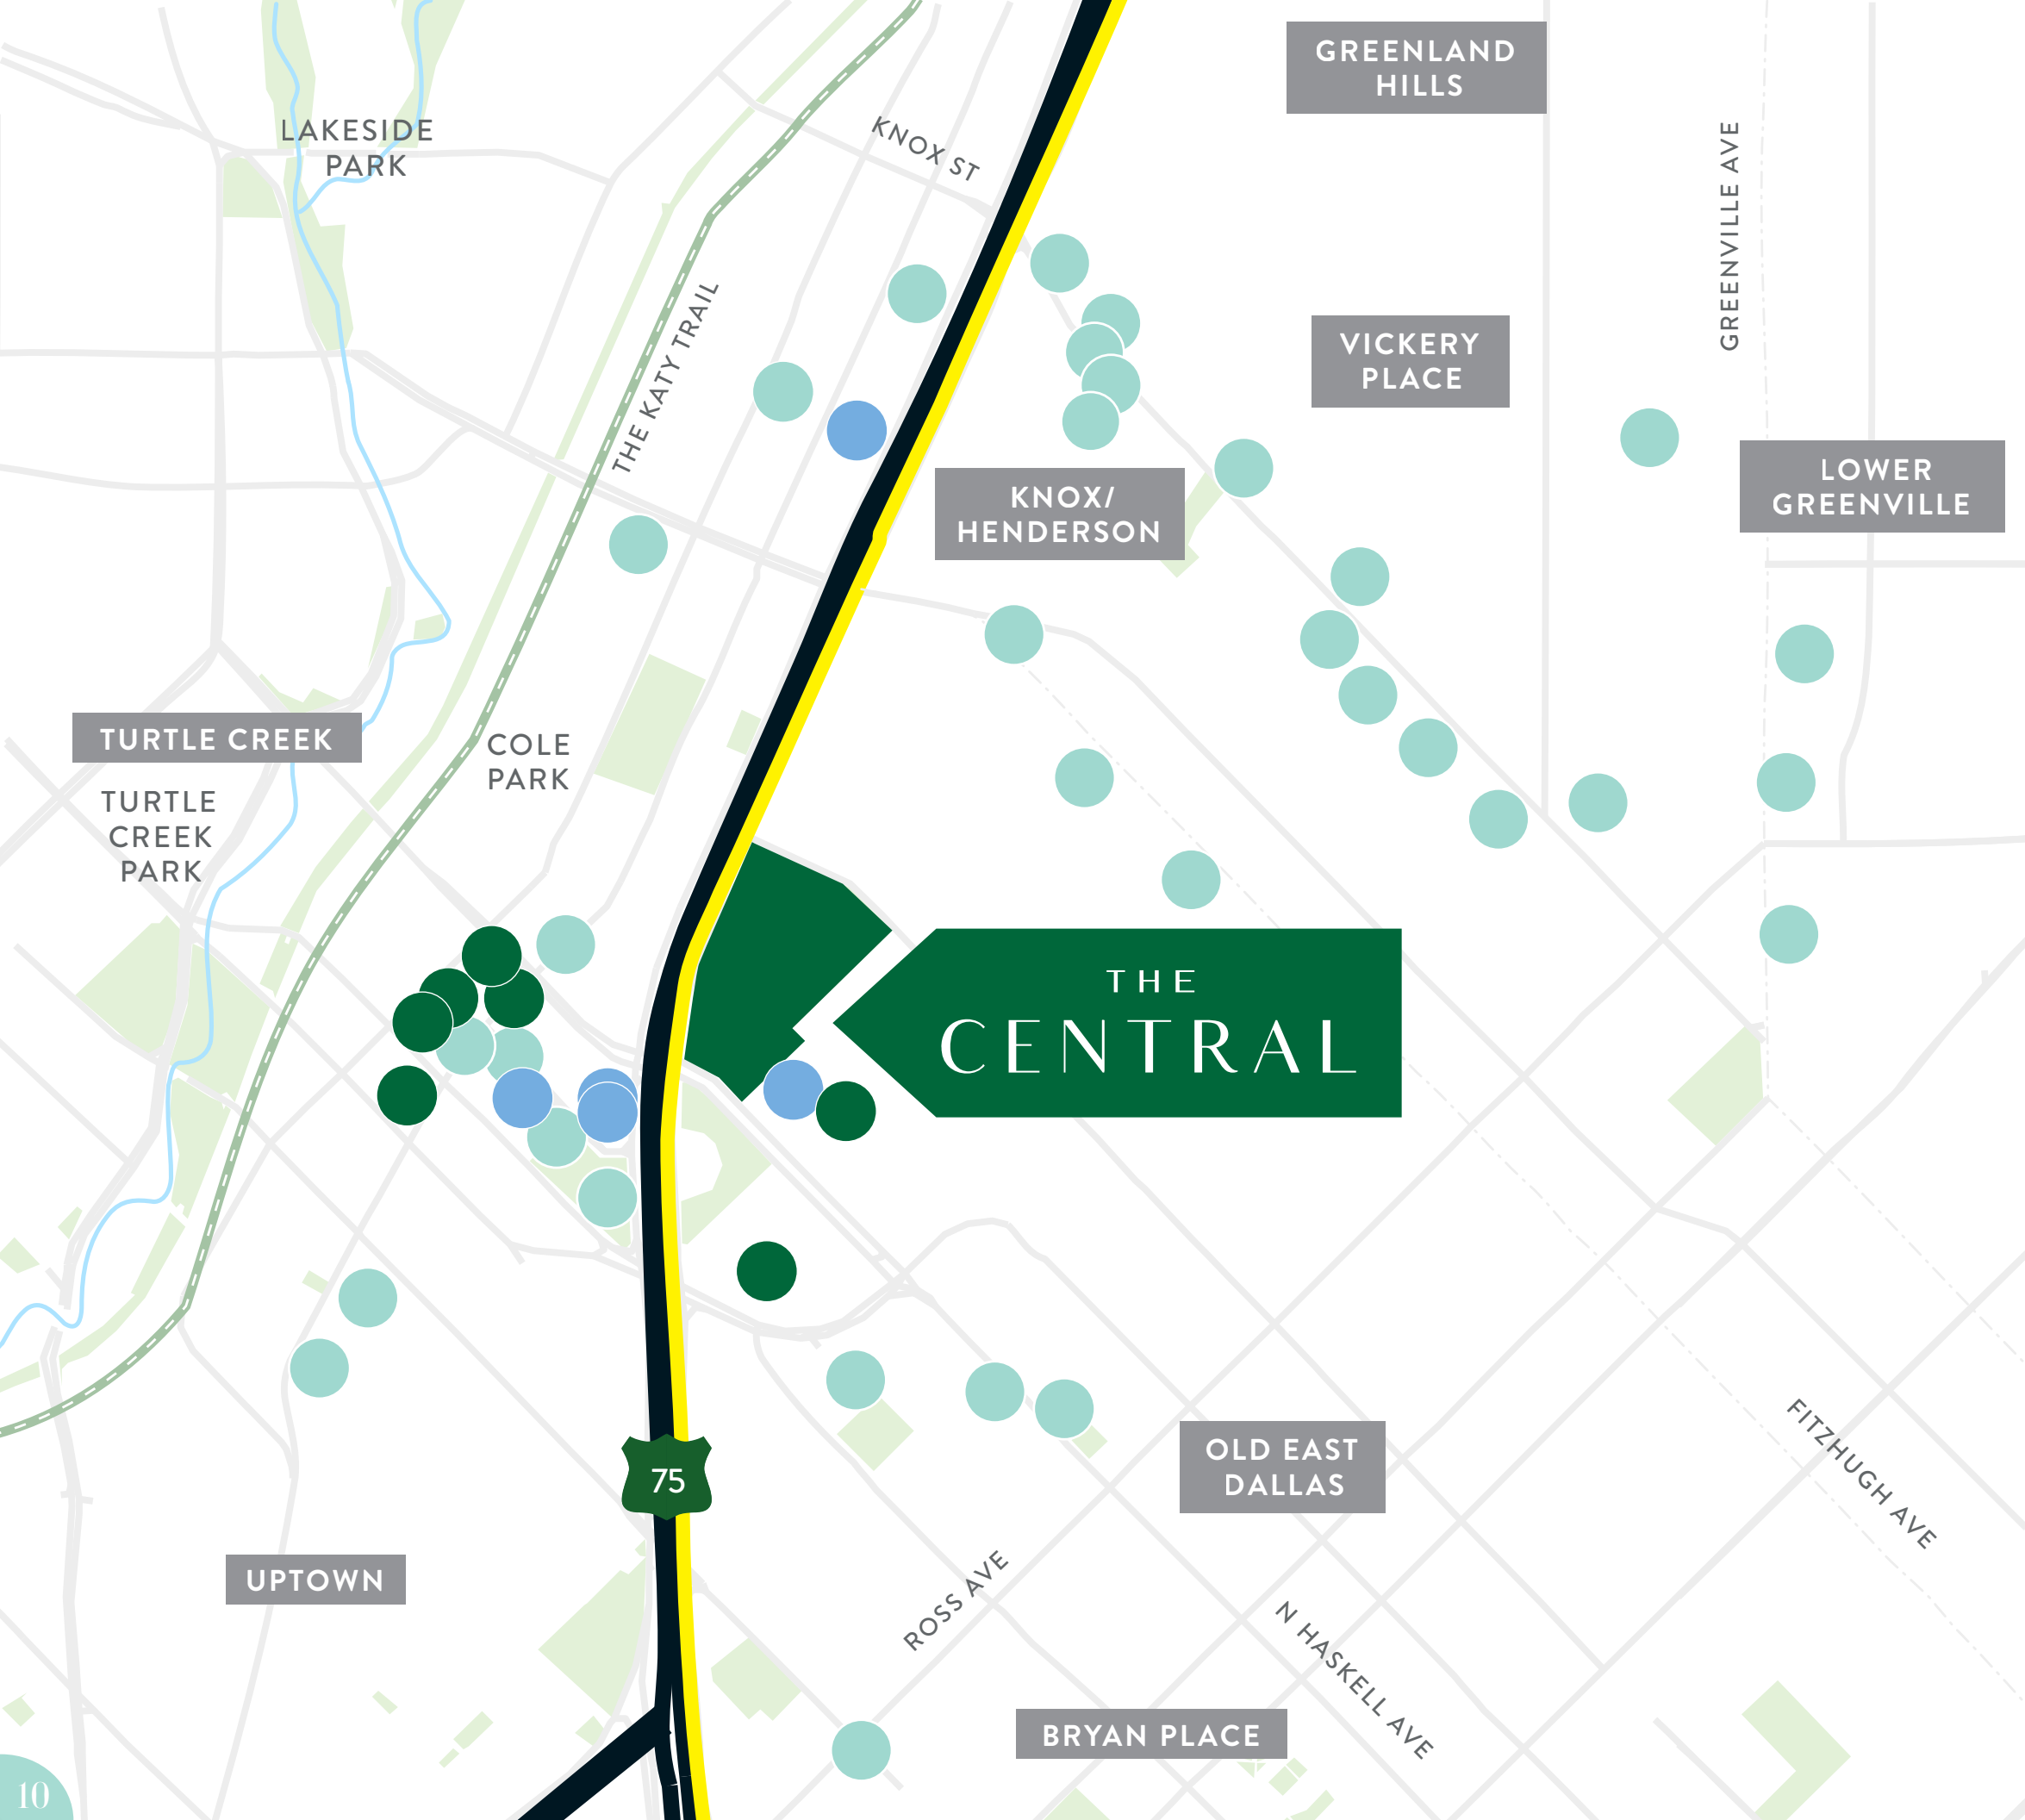 GREENLAND
HILLS
LAKESIDE
PARK
KNOX ST
GREENVILLE AVE
THE KATY TRAIL
VICKERY
PLACE
LOWER
GREENVILLE
KNOX/
HENDERSON
TURTLE CREEK
COLE
PARK
TURTLE
CREEK
PARK
THE
CENTRAL
75
OLD EAST
DALLAS
FITZHUGH AVE
UPTOWN
ROSS AVE
N HASKELL AVE
BRYAN PLACE
10